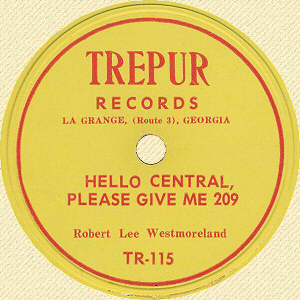 TREPUR
RECORDS
LA GRANGE, (Route 3), GEORGIA
HELLO CENTRAL,
PLEASE GIVE ME 209
Robert Lee Westmoreland
TR-115